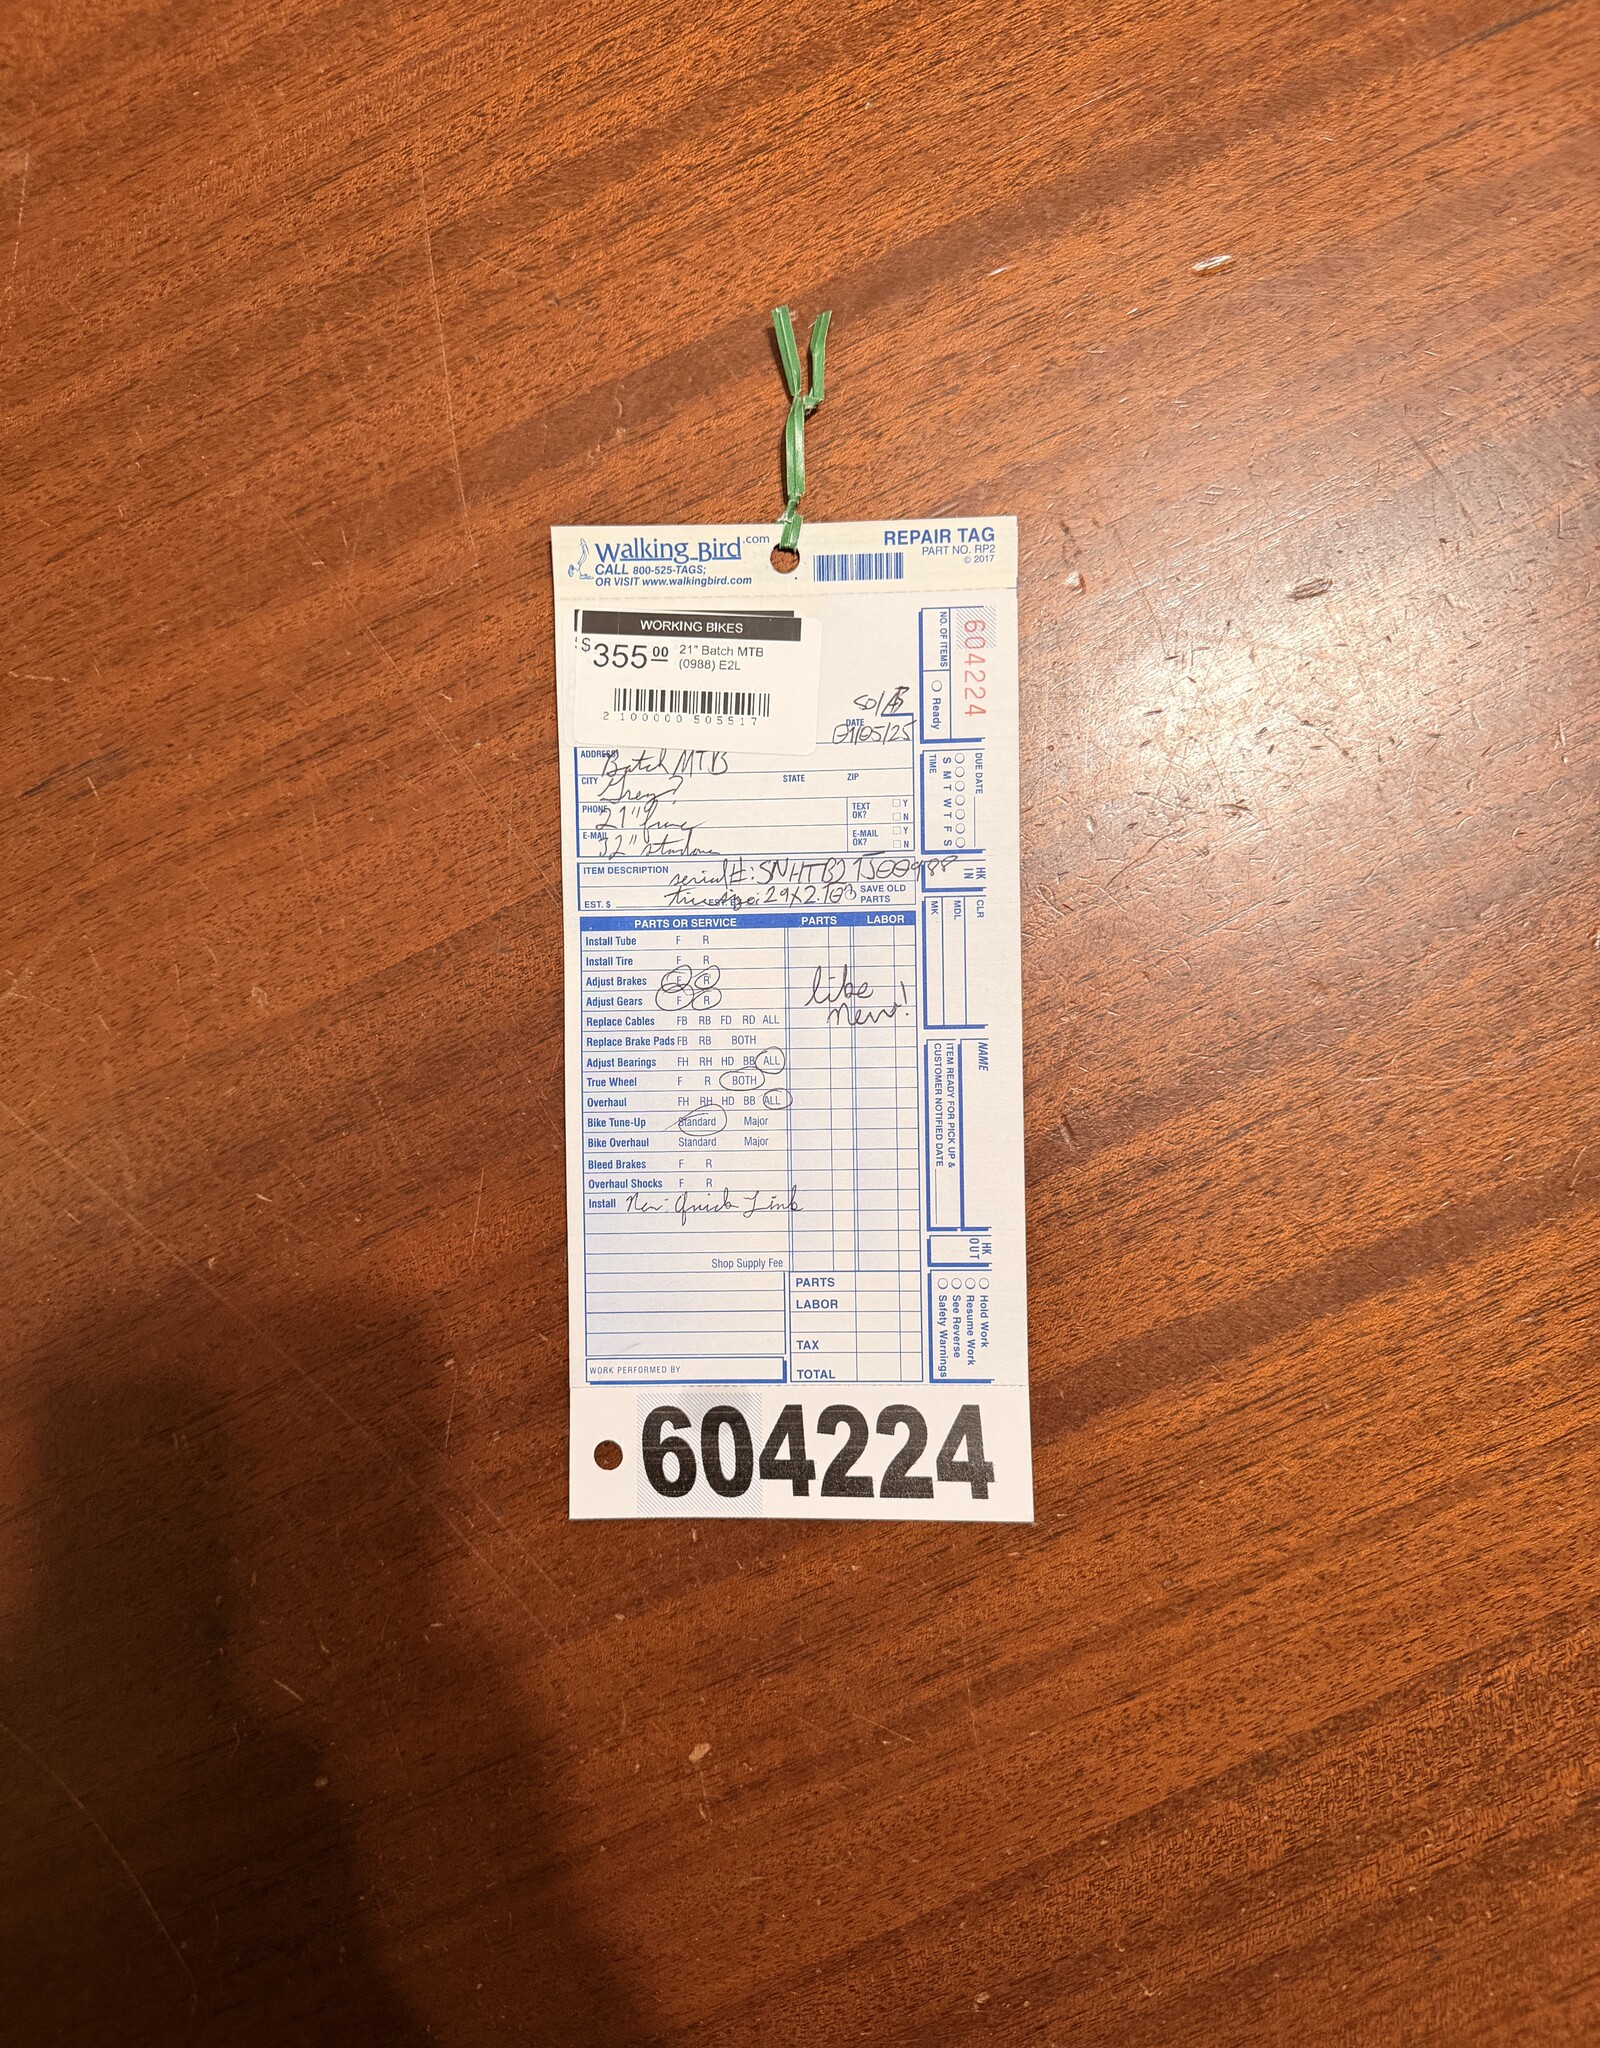 Walking Bird.com
CALL 800-525-TAGS;
OR VISIT www.walkingbird.com
REPAIR TAG
PART NO. RP2
© 2017
WORKING BIKES
$355.00 21" Batch MTB
(0988) E2L
2 100000 505517
604224
NO. OF ITEMS
Ready
DATE
ADDRESS Batch MTB
CITY Grey? STATE ZIP
PHONE 21" frame TEXT OK? Y N
E-MAIL 32" E-MAIL OK? Y N
DUE DATE
S M T W T F S
TIME
ITEM DESCRIPTION serial#:
EST. $ 29x2.10 SAVE OLD PARTS
HK IN
CLR
MDL
MK
PARTS OR SERVICE PARTS LABOR
Install Tube F R
Install Tire F R
Adjust Brakes F R
Adjust Gears F R
like
new!
Replace Cables FB RB FD RD ALL
Replace Brake Pads FB RB BOTH
Adjust Bearings FH RH HD BB ALL
True Wheel F R BOTH
Overhaul FH RH HD BB ALL
Bike Tune-Up Standard Major
Bike Overhaul Standard Major
Bleed Brakes F R
Overhaul Shocks F R
Install New: Quick Link
Shop Supply Fee
NAME
ITEM READY FOR PICK UP &
CUSTOMER NOTIFIED DATE
HK OUT
Hold Work
Resume Work
See Reverse
Safety Warnings
PARTS
LABOR
TAX
TOTAL
WORK PERFORMED BY
604224